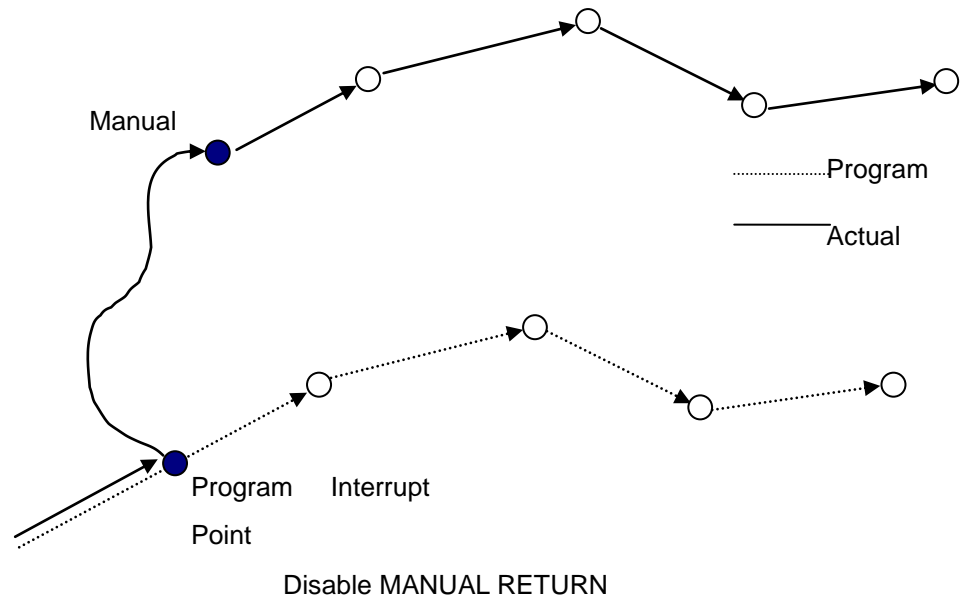 Manual
Program
Actual
Program Interrupt
Point
Disable MANUAL RETURN